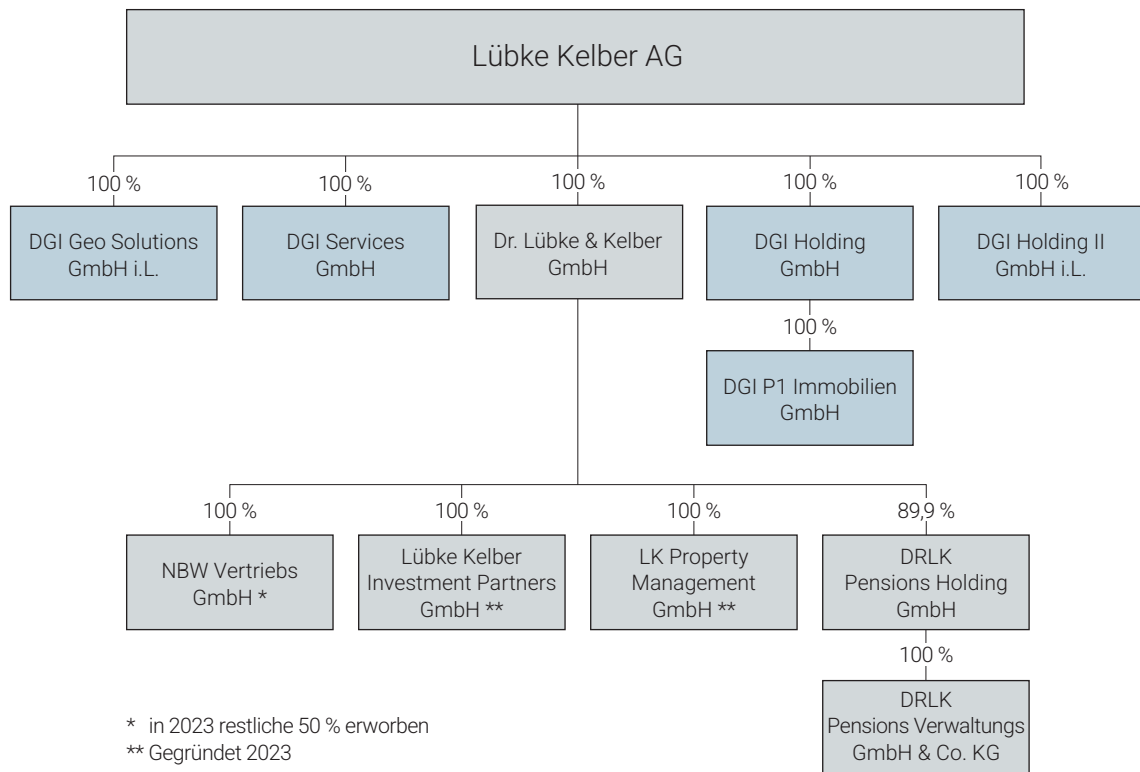 Lübke Kelber AG
100 %
100 %
100 %
100 %
100 %
DGI Geo Solutions
GmbH i.L.
DGI Services
GmbH
Dr. Lübke & Kelber
GmbH
DGI Holding
GmbH
DGI Holding II
GmbH i.L.
100 %
DGI P1 Immobilien
GmbH
100 %
100 %
100 %
89,9 %
NBW Vertriebs
GmbH *
Lübke Kelber
Investment Partners
GmbH **
LK Property
Management
GmbH **
DRLK
Pensions Holding
GmbH
100 %
DRLK
Pensions Verwaltungs
GmbH & Co. KG
* in 2023 restliche 50 % erworben
** Gegründet 2023